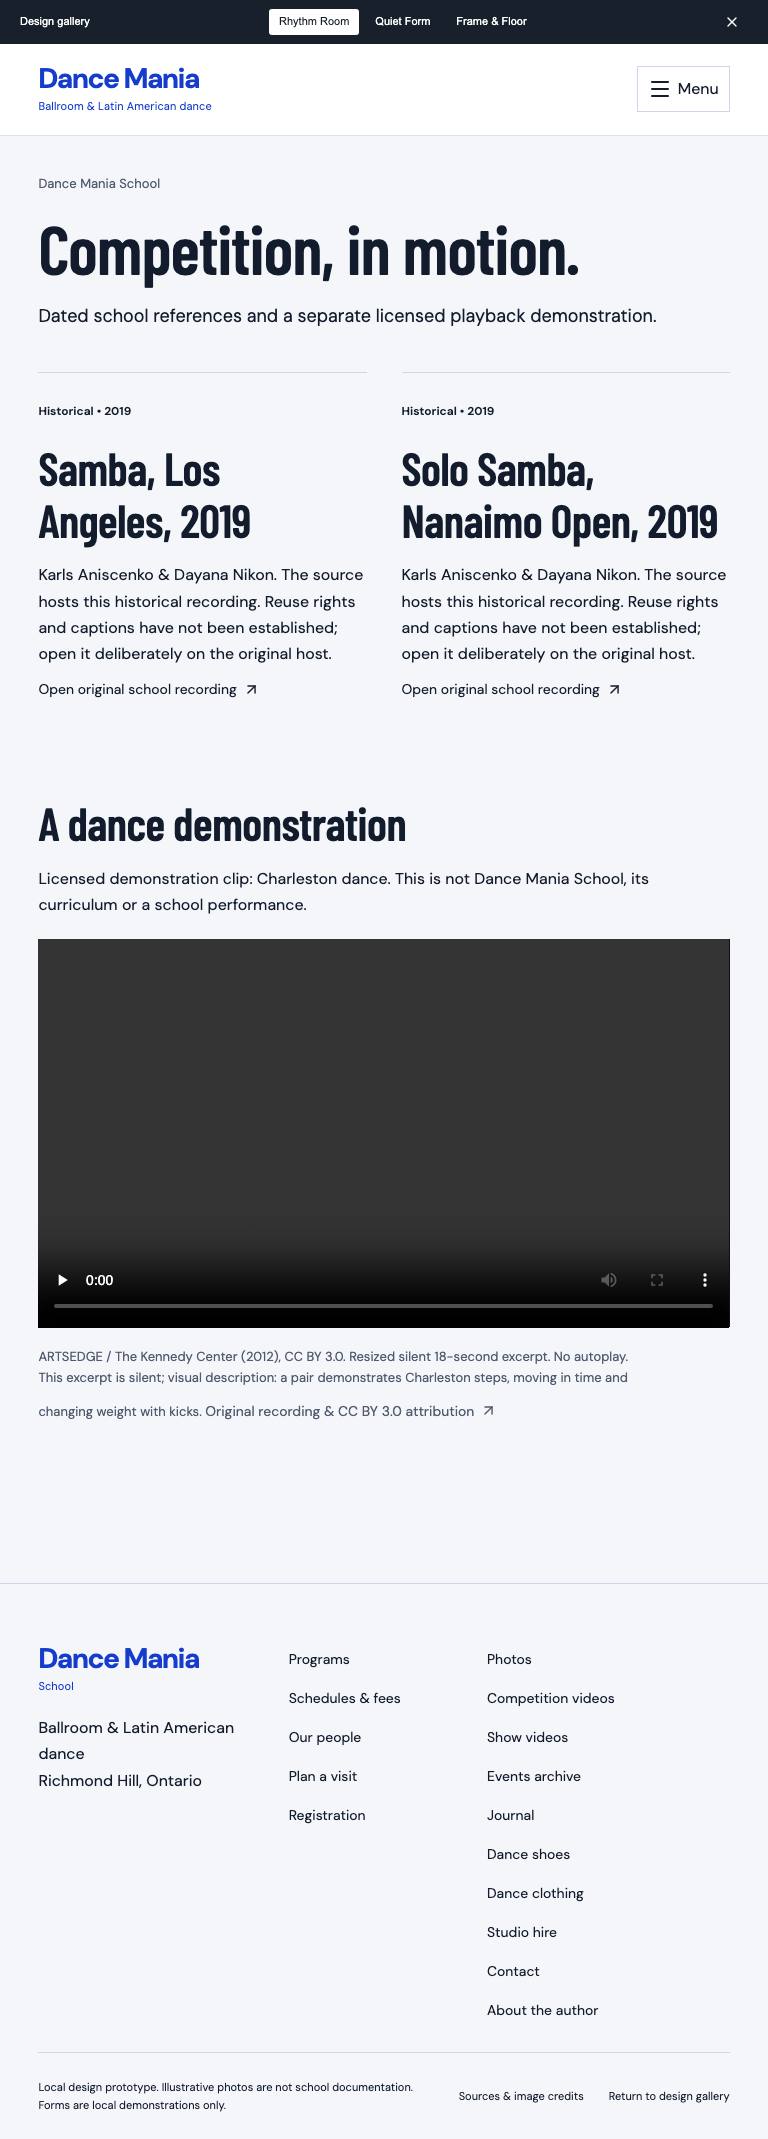 Design gallery
Rhythm Room
Quiet Form
Frame & Floor
Dance Mania
Ballroom & Latin American dance
Menu
Dance Mania School
Competition, in motion.
Dated school references and a separate licensed playback demonstration.
Historical • 2019
Samba, Los
Angeles, 2019
Karls Aniscenko & Dayana Nikon. The source
hosts this historical recording. Reuse rights
and captions have not been established;
open it deliberately on the original host.
Open original school recording
Historical • 2019
Solo Samba,
Nanaimo Open, 2019
Karls Aniscenko & Dayana Nikon. The source
hosts this historical recording. Reuse rights
and captions have not been established;
open it deliberately on the original host.
Open original school recording
A dance demonstration
Licensed demonstration clip: Charleston dance. This is not Dance Mania School, its
curriculum or a school performance.
0:00
ARTSEDGE / The Kennedy Center (2012), CC BY 3.0. Resized silent 18-second excerpt. No autoplay.
This excerpt is silent; visual description: a pair demonstrates Charleston steps, moving in time and
changing weight with kicks. Original recording & CC BY 3.0 attribution
Dance Mania
School
Ballroom & Latin American
dance
Richmond Hill, Ontario
Programs
Schedules & fees
Our people
Plan a visit
Registration
Photos
Competition videos
Show videos
Events archive
Journal
Dance shoes
Dance clothing
Studio hire
Contact
About the author
Local design prototype. Illustrative photos are not school documentation.
Forms are local demonstrations only.
Sources & image credits
Return to design gallery